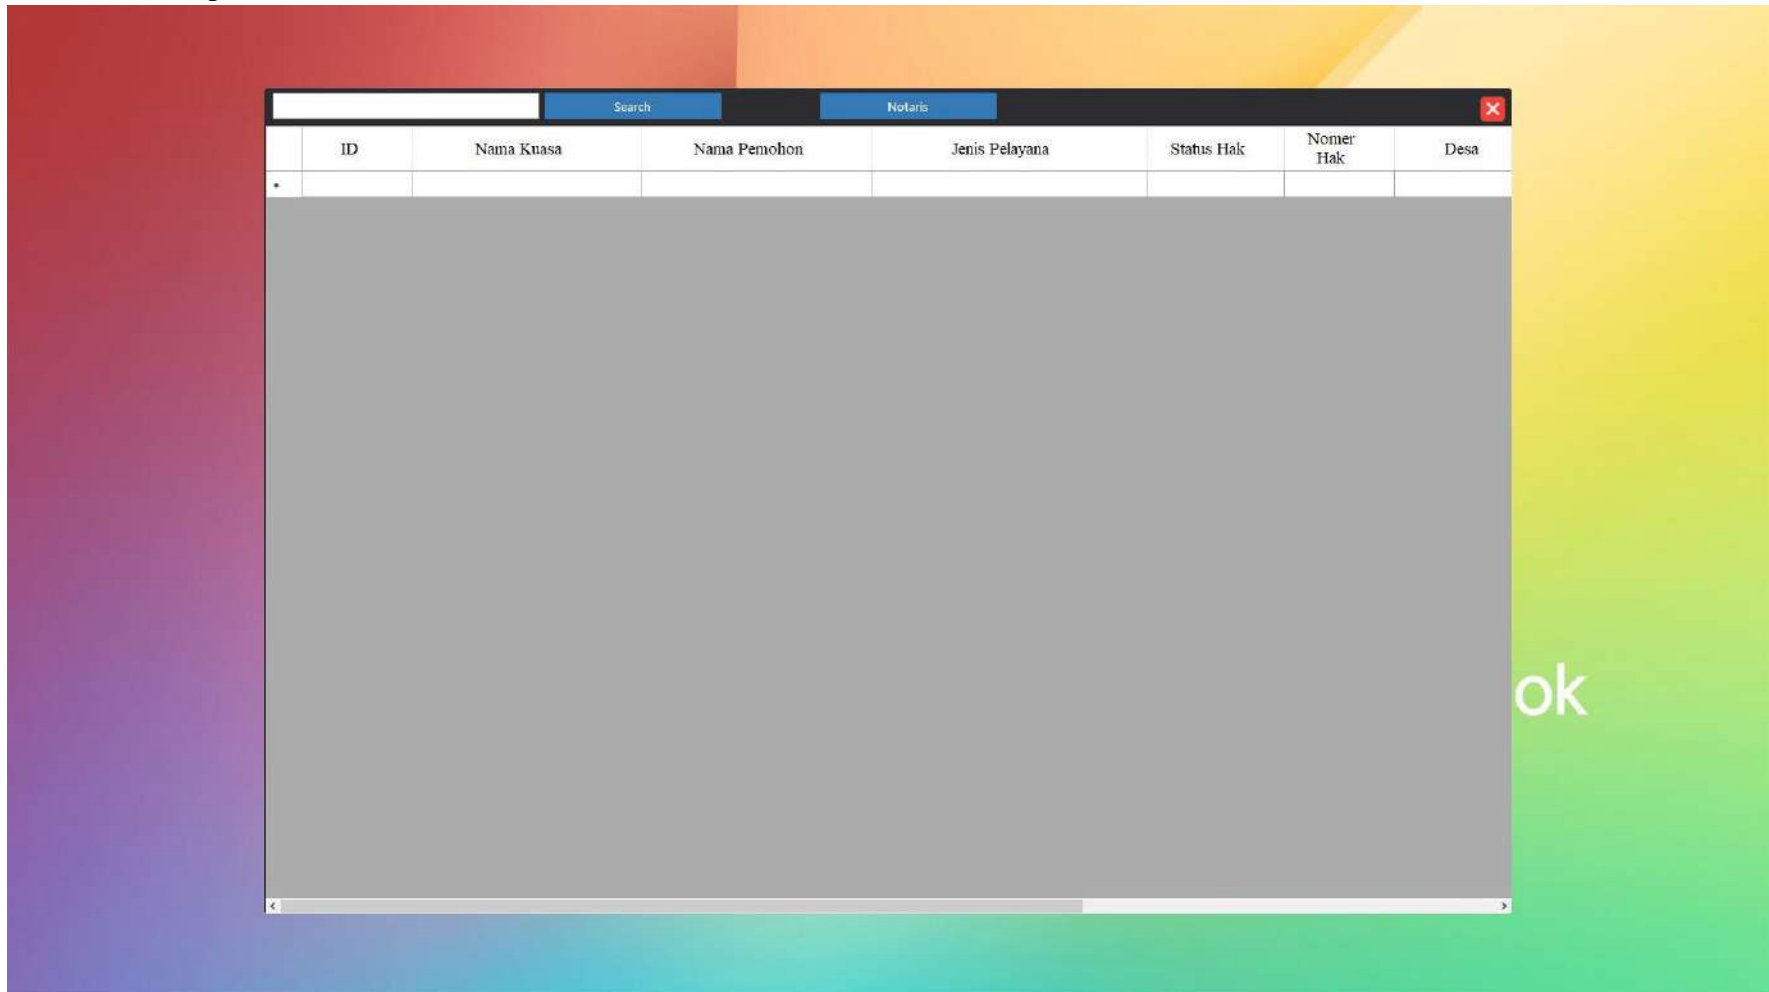 Search
Notaris
ID
Nama Kuasa
Nama Pemohon
Jenis Pelayana
Status Hak
Nomer
Hak
Desa
ok